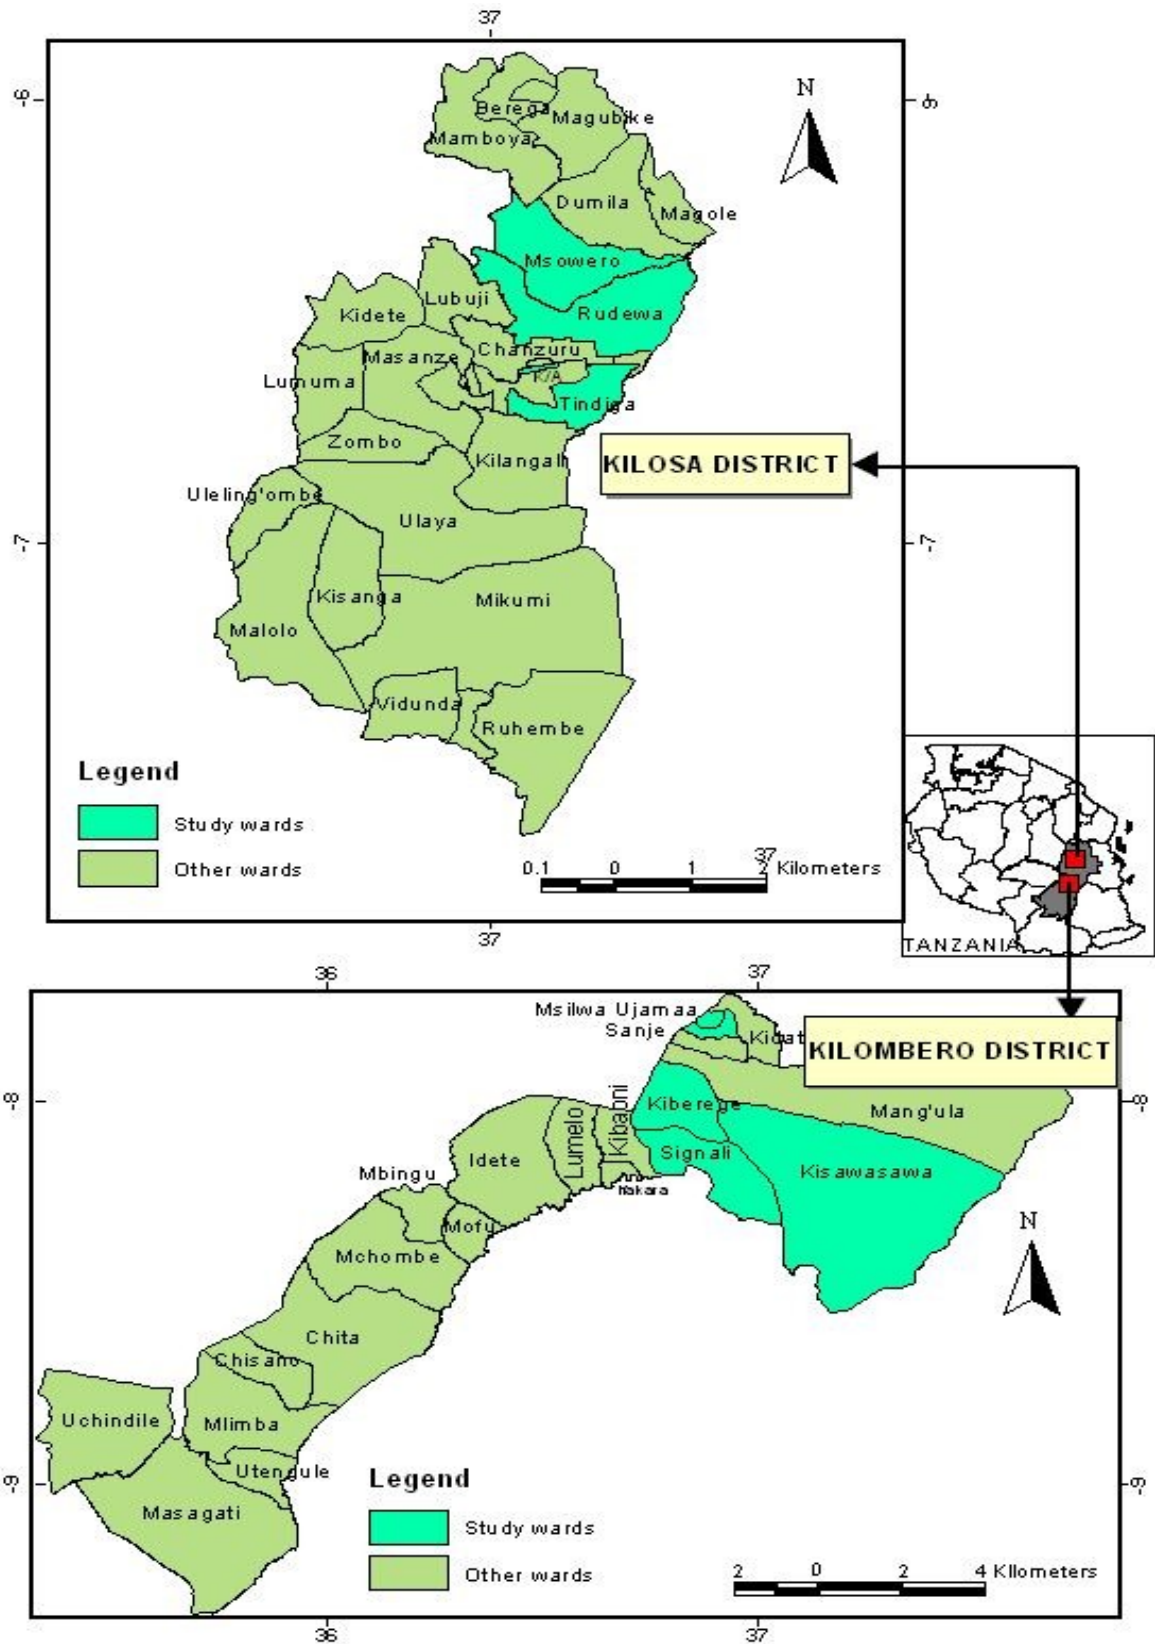 37
-6
-6
N
Berega
Magubike
Mamboya
Dumila
Magole
Msowero
Lubuji
Rudewa
Kidete
Chanzuru
Masanze
K/A
Lumuma
Tindiga
Zombo
Kilangali
KILOSA DISTRICT
Uleling'ombe
Ulaya
-7
-7
Kisanga
Mikumi
Malolo
Vidunda
Ruhembe
Legend
Study wards
Other wards
0.1 0 1 2 Kilometers
37
37
TANZANIA
36
37
Msilwa Ujamaa
Sanje
Kidat
KILOMBERO DISTRICT
-8
-8
Kiberege
Mang'ula
Lumelo
Kibaoni
Signali
Idete
Kisawasawa
Mbingu
Mofu
Mchombe
N
Chita
Chisano
Uchindile
Mlimba
Utengule
-9
-9
Masagati
Legend
Study wards
Other wards
2 0 2 4 Kilometers
36
37